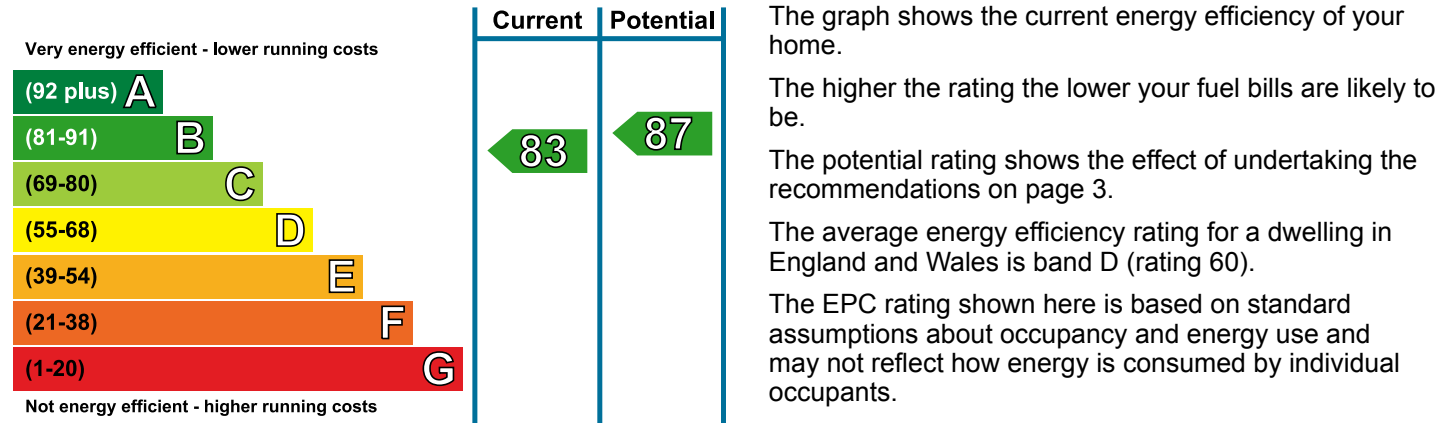 Current Potential
Very energy efficient - lower running costs
(92 plus) A
(81-91) B
(69-80) C
(55-68) D
(39-54) E
(21-38) F
(1-20) G
Not energy efficient - higher running costs
83
87
The graph shows the current energy efficiency of your
home.
The higher the rating the lower your fuel bills are likely to
be.
The potential rating shows the effect of undertaking the
recommendations on page 3.
The average energy efficiency rating for a dwelling in
England and Wales is band D (rating 60).
The EPC rating shown here is based on standard
assumptions about occupancy and energy use and
may not reflect how energy is consumed by individual
occupants.